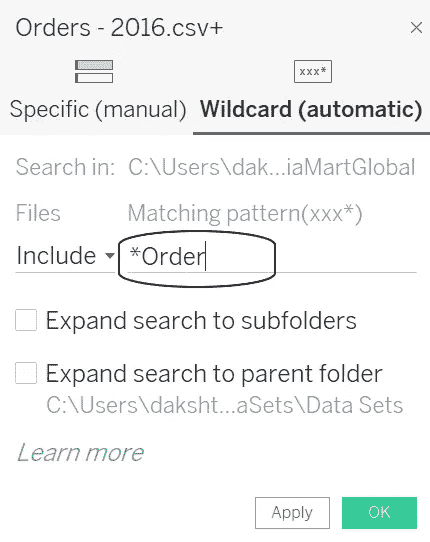 Orders - 2016.csv+ ×
xxx*
Specific (manual) Wildcard (automatic)
Search in: C:\Users\dak...iaMartGlobal
Files Matching pattern(xxx*)
Include *Order
Expand search to subfolders
Expand search to parent folder
C:\Users\daksht...aSets\Data Sets
Learn more
Apply OK